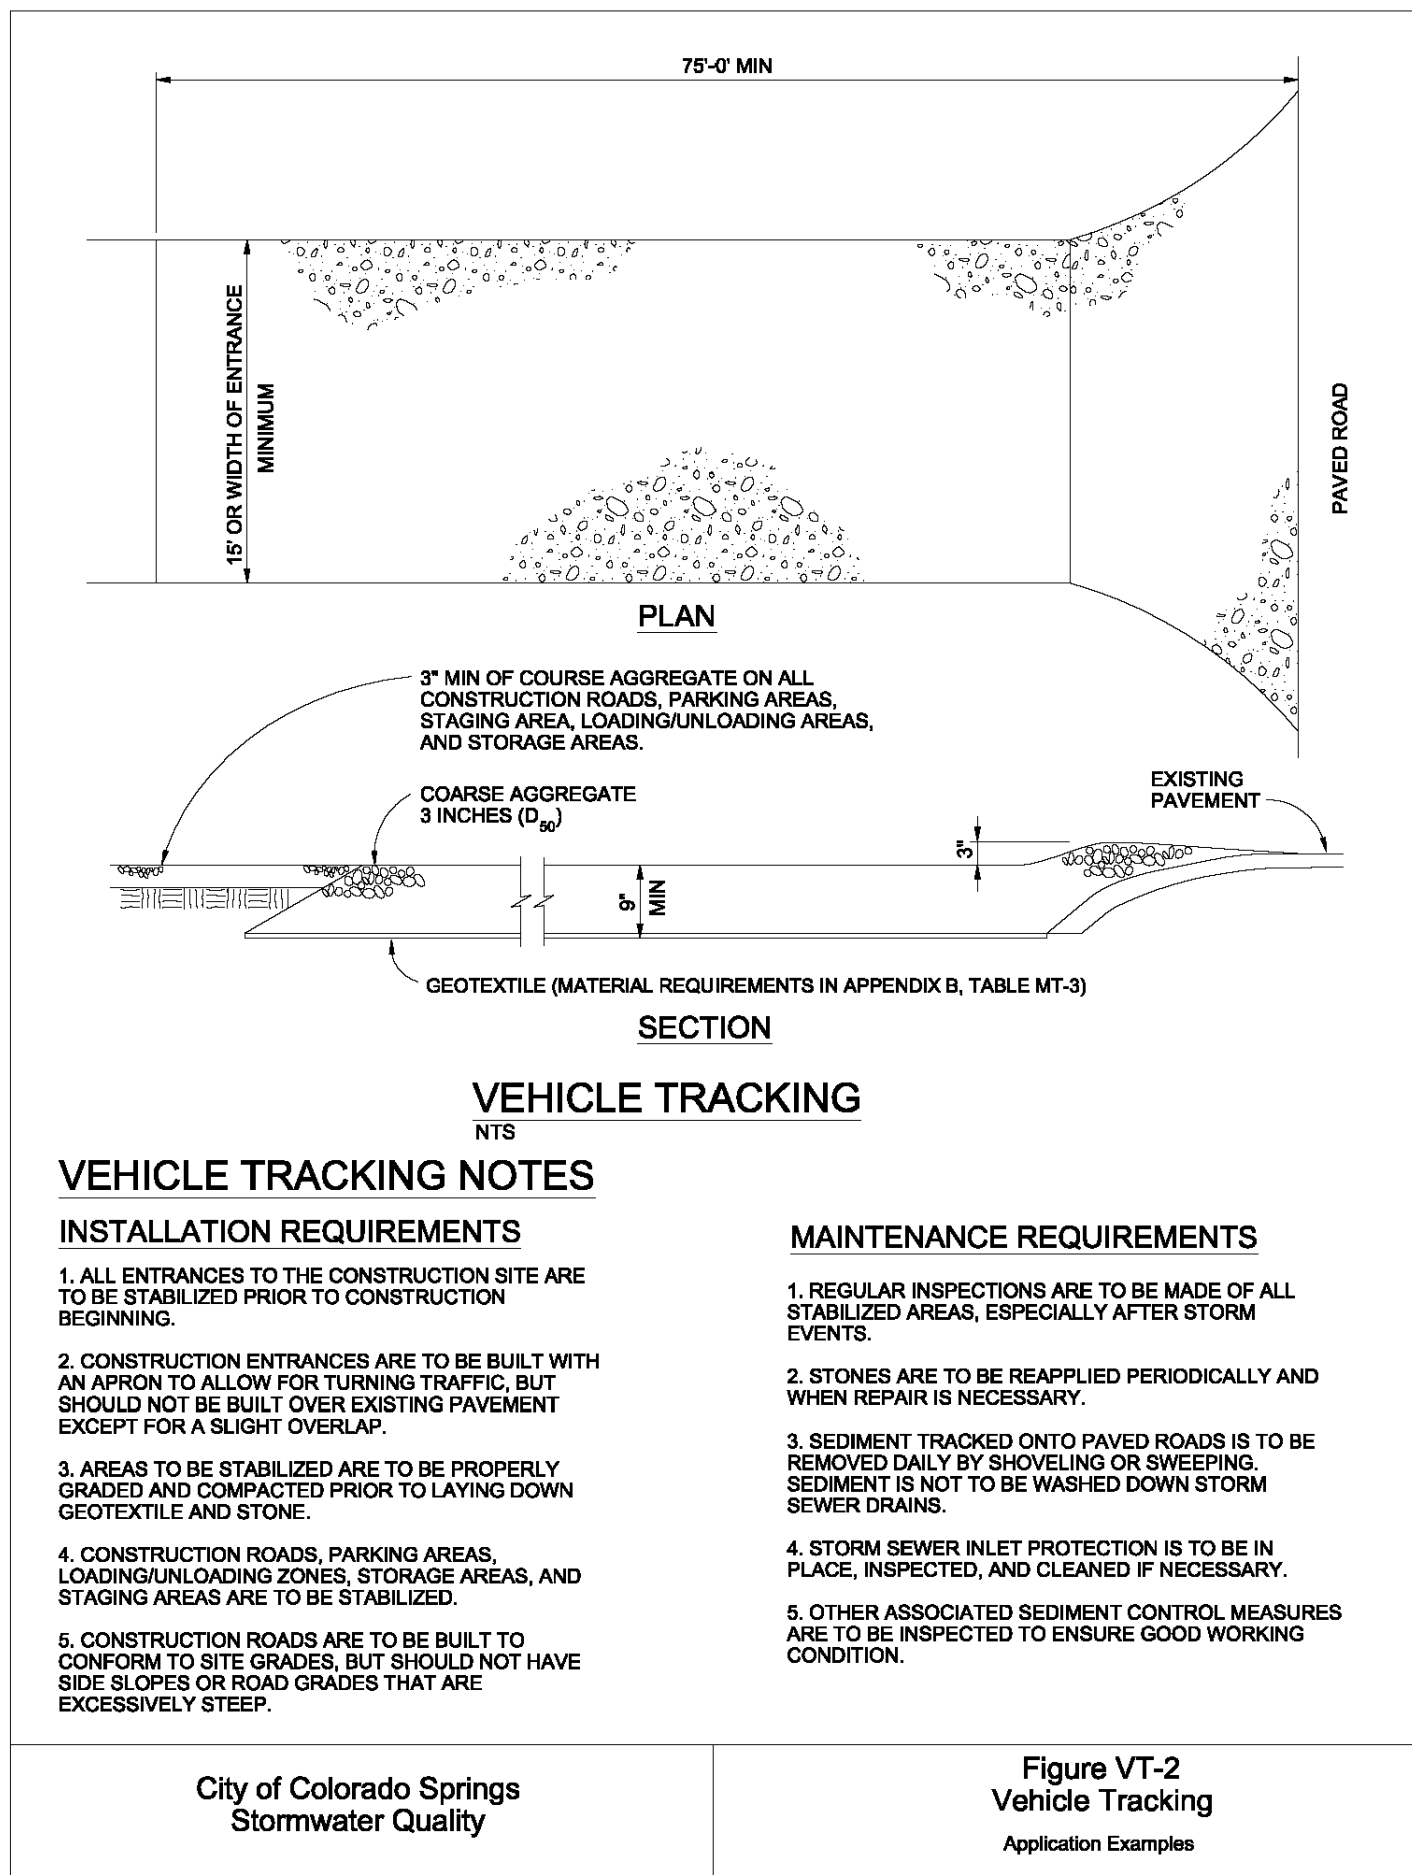 75'-0' MIN
15' OR WIDTH OF ENTRANCE
MINIMUM
PAVED ROAD
PLAN
3" MIN OF COURSE AGGREGATE ON ALL
CONSTRUCTION ROADS, PARKING AREAS,
STAGING AREA, LOADING/UNLOADING AREAS,
AND STORAGE AREAS.
COARSE AGGREGATE
3 INCHES (D50)
EXISTING
PAVEMENT
3"
9"
MIN
GEOTEXTILE (MATERIAL REQUIREMENTS IN APPENDIX B, TABLE MT-3)
SECTION
VEHICLE TRACKING
NTS
VEHICLE TRACKING NOTES
INSTALLATION REQUIREMENTS
1. ALL ENTRANCES TO THE CONSTRUCTION SITE ARE
TO BE STABILIZED PRIOR TO CONSTRUCTION
BEGINNING.
2. CONSTRUCTION ENTRANCES ARE TO BE BUILT WITH
AN APRON TO ALLOW FOR TURNING TRAFFIC, BUT
SHOULD NOT BE BUILT OVER EXISTING PAVEMENT
EXCEPT FOR A SLIGHT OVERLAP.
3. AREAS TO BE STABILIZED ARE TO BE PROPERLY
GRADED AND COMPACTED PRIOR TO LAYING DOWN
GEOTEXTILE AND STONE.
4. CONSTRUCTION ROADS, PARKING AREAS,
LOADING/UNLOADING ZONES, STORAGE AREAS, AND
STAGING AREAS ARE TO BE STABILIZED.
5. CONSTRUCTION ROADS ARE TO BE BUILT TO
CONFORM TO SITE GRADES, BUT SHOULD NOT HAVE
SIDE SLOPES OR ROAD GRADES THAT ARE
EXCESSIVELY STEEP.
MAINTENANCE REQUIREMENTS
1. REGULAR INSPECTIONS ARE TO BE MADE OF ALL
STABILIZED AREAS, ESPECIALLY AFTER STORM
EVENTS.
2. STONES ARE TO BE REAPPLIED PERIODICALLY AND
WHEN REPAIR IS NECESSARY.
3. SEDIMENT TRACKED ONTO PAVED ROADS IS TO BE
REMOVED DAILY BY SHOVELING OR SWEEPING.
SEDIMENT IS NOT TO BE WASHED DOWN STORM
SEWER DRAINS.
4. STORM SEWER INLET PROTECTION IS TO BE IN
PLACE, INSPECTED, AND CLEANED IF NECESSARY.
5. OTHER ASSOCIATED SEDIMENT CONTROL MEASURES
ARE TO BE INSPECTED TO ENSURE GOOD WORKING
CONDITION.
City of Colorado Springs
Stormwater Quality
Figure VT-2
Vehicle Tracking
Application Examples